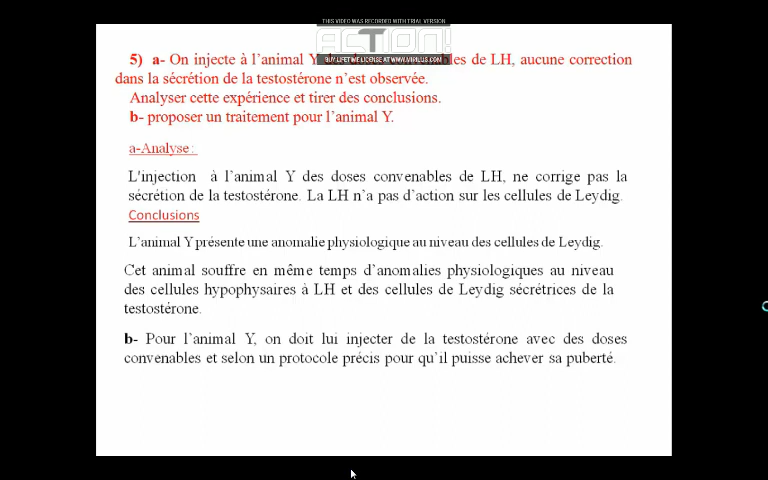 THIS VIDEO WAS RECORDED WITH TRIAL VERSION
ACTION!
BUY LIFETIME LICENSE AT WWW.MIRILLIS.COM
5) a- On injecte à l'animal Y de LH, aucune correction
dans la sécrétion de la testostérone n'est observée.
Analyser cette expérience et tirer des conclusions.
b- proposer un traitement pour l'animal Y.
a-Analyse :
L'injection à l'animal Y des doses convenables de LH, ne corrige pas la
sécrétion de la testostérone. La LH n'a pas d'action sur les cellules de Leydig.
Conclusions
L'animal Y présente une anomalie physiologique au niveau des cellules de Leydig.
Cet animal souffre en même temps d'anomalies physiologiques au niveau
des cellules hypophysaires à LH et des cellules de Leydig sécrétrices de la
testostérone.
b- Pour l'animal Y, on doit lui injecter de la testostérone avec des doses
convenables et selon un protocole précis pour qu'il puisse achever sa puberté.